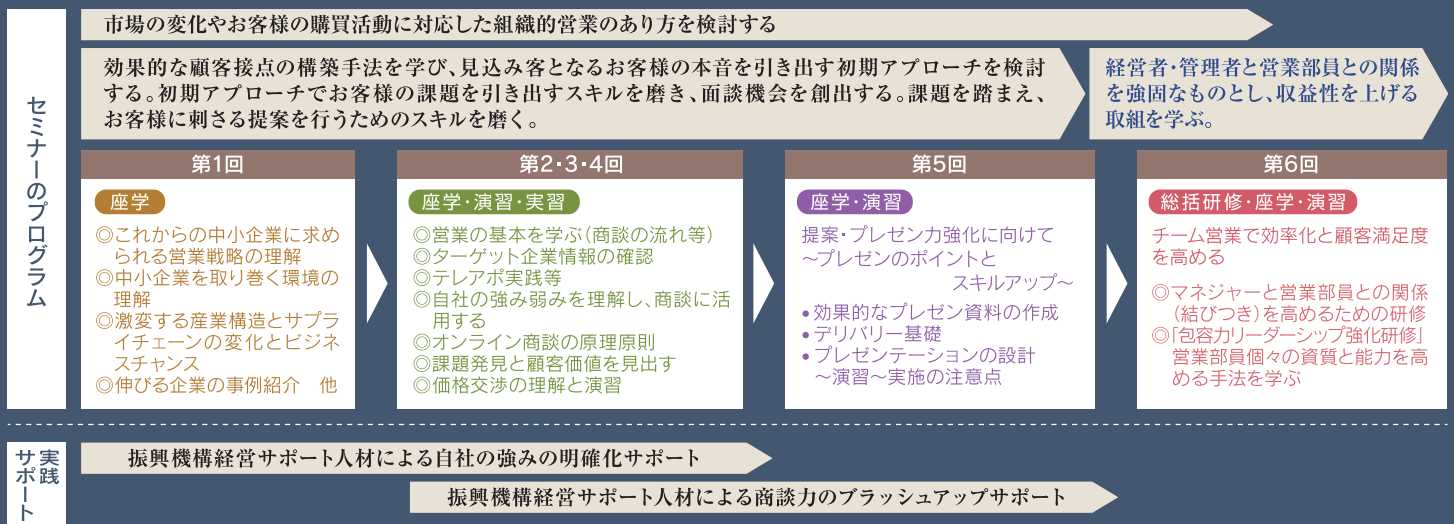 セミナーのプログラム
市場の変化やお客様の購買活動に対応した組織的営業のあり方を検討する
効果的な顧客接点の構築手法を学び、見込み客となるお客様の本音を引き出す初期アプローチを検討
する。初期アプローチでお客様の課題を引き出すスキルを磨き、面談機会を創出する。課題を踏まえ、
お客様に刺さる提案を行うためのスキルを磨く。
経営者・管理者と営業部員との関係
を強固なものとし、収益性を上げる
取組を学ぶ。
第1回
座学
◎これからの中小企業に求め
られる営業戦略の理解
◎中小企業を取り巻く環境の
理解
◎激変する産業構造とサプラ
イチェーンの変化とビジネ
スチャンス
◎伸びる企業の事例紹介　他
第2・3・4回
座学・演習・実習
◎営業の基本を学ぶ（商談の流れ等）
◎ターゲット企業情報の確認
◎テレアポ実践等
◎自社の強み弱みを理解し、商談に活
用する
◎オンライン商談の原理原則
◎課題発見と顧客価値を見出す
◎価格交渉の理解と演習
第5回
座学・演習
提案・プレゼン力強化に向けて
～プレゼンのポイントと
スキルアップ～
•効果的なプレゼン資料の作成
•デリバリー基礎
•プレゼンテーションの設計
～演習～実施の注意点
第6回
総括研修・座学・演習
チーム営業で効率化と顧客満足度
を高める
◎マネジャーと営業部員との関係
（結びつき）を高めるための研修
◎「包容力リーダーシップ強化研修」
営業部員個々の資質と能力を高
める手法を学ぶ
実践
サポート
振興機構経営サポート人材による自社の強みの明確化サポート
振興機構経営サポート人材による商談力のブラッシュアップサポート